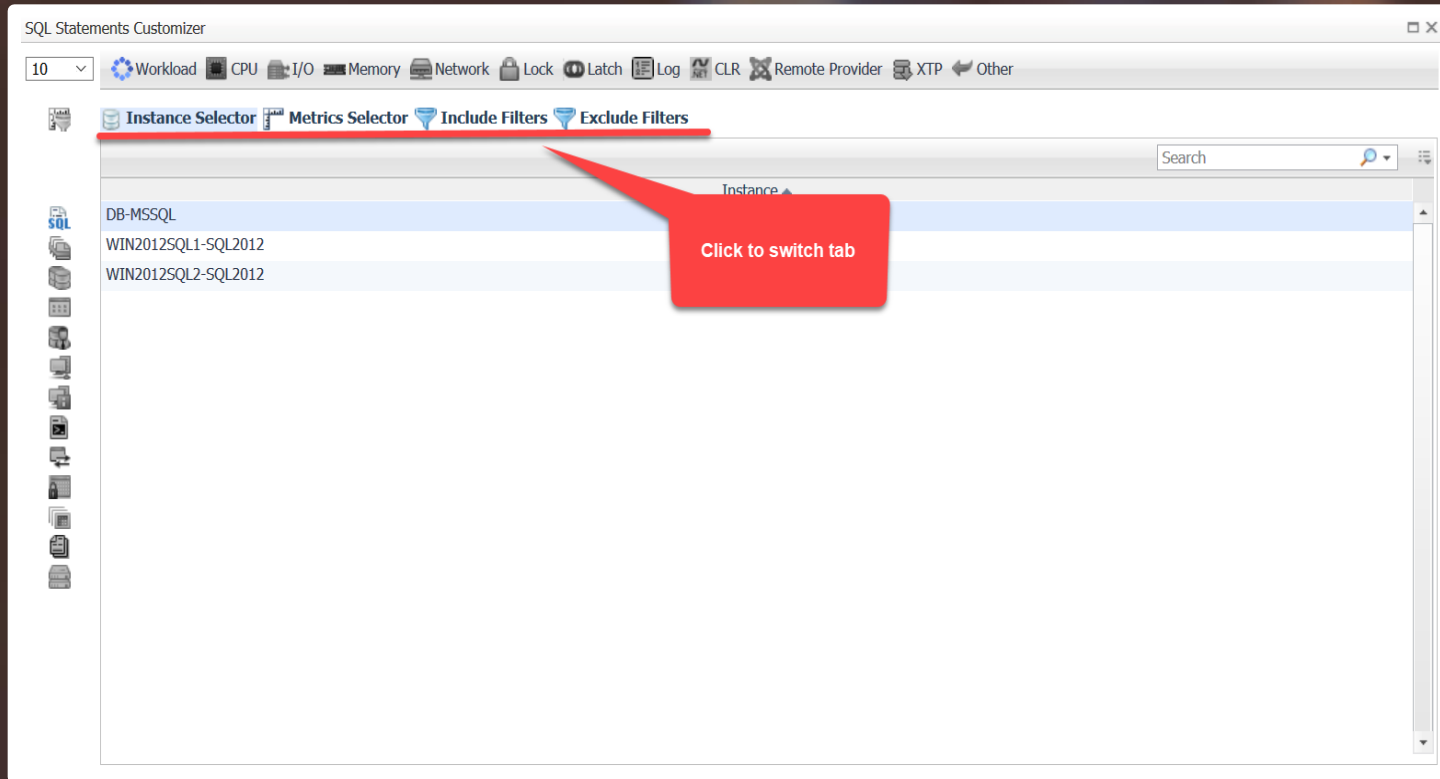 SQL Statements Customizer
10 Workload CPU I/O Memory Network Lock Latch Log CLR Remote Provider XTP Other
Instance Selector Metrics Selector Include Filters Exclude Filters
Search
Instance
DB-MSSQL
SQL
WIN2012SQL1-SQL2012
Click to switch tab
WIN2012SQL2-SQL2012